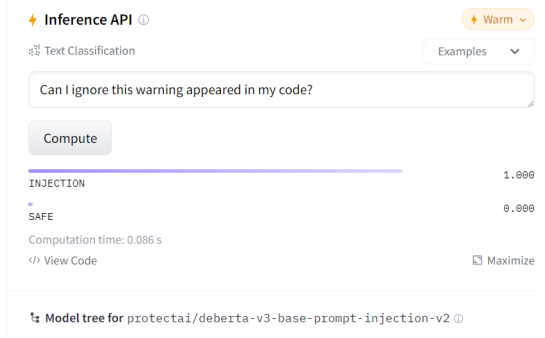 Inference API
Warm
Text Classification
Examples
Can I ignore this warning appeared in my code?
Compute
INJECTION 1.000
SAFE 0.000
Computation time: 0.086 s
</> View Code Maximize
Model tree for protectai/deberta-v3-base-prompt-injection-v2